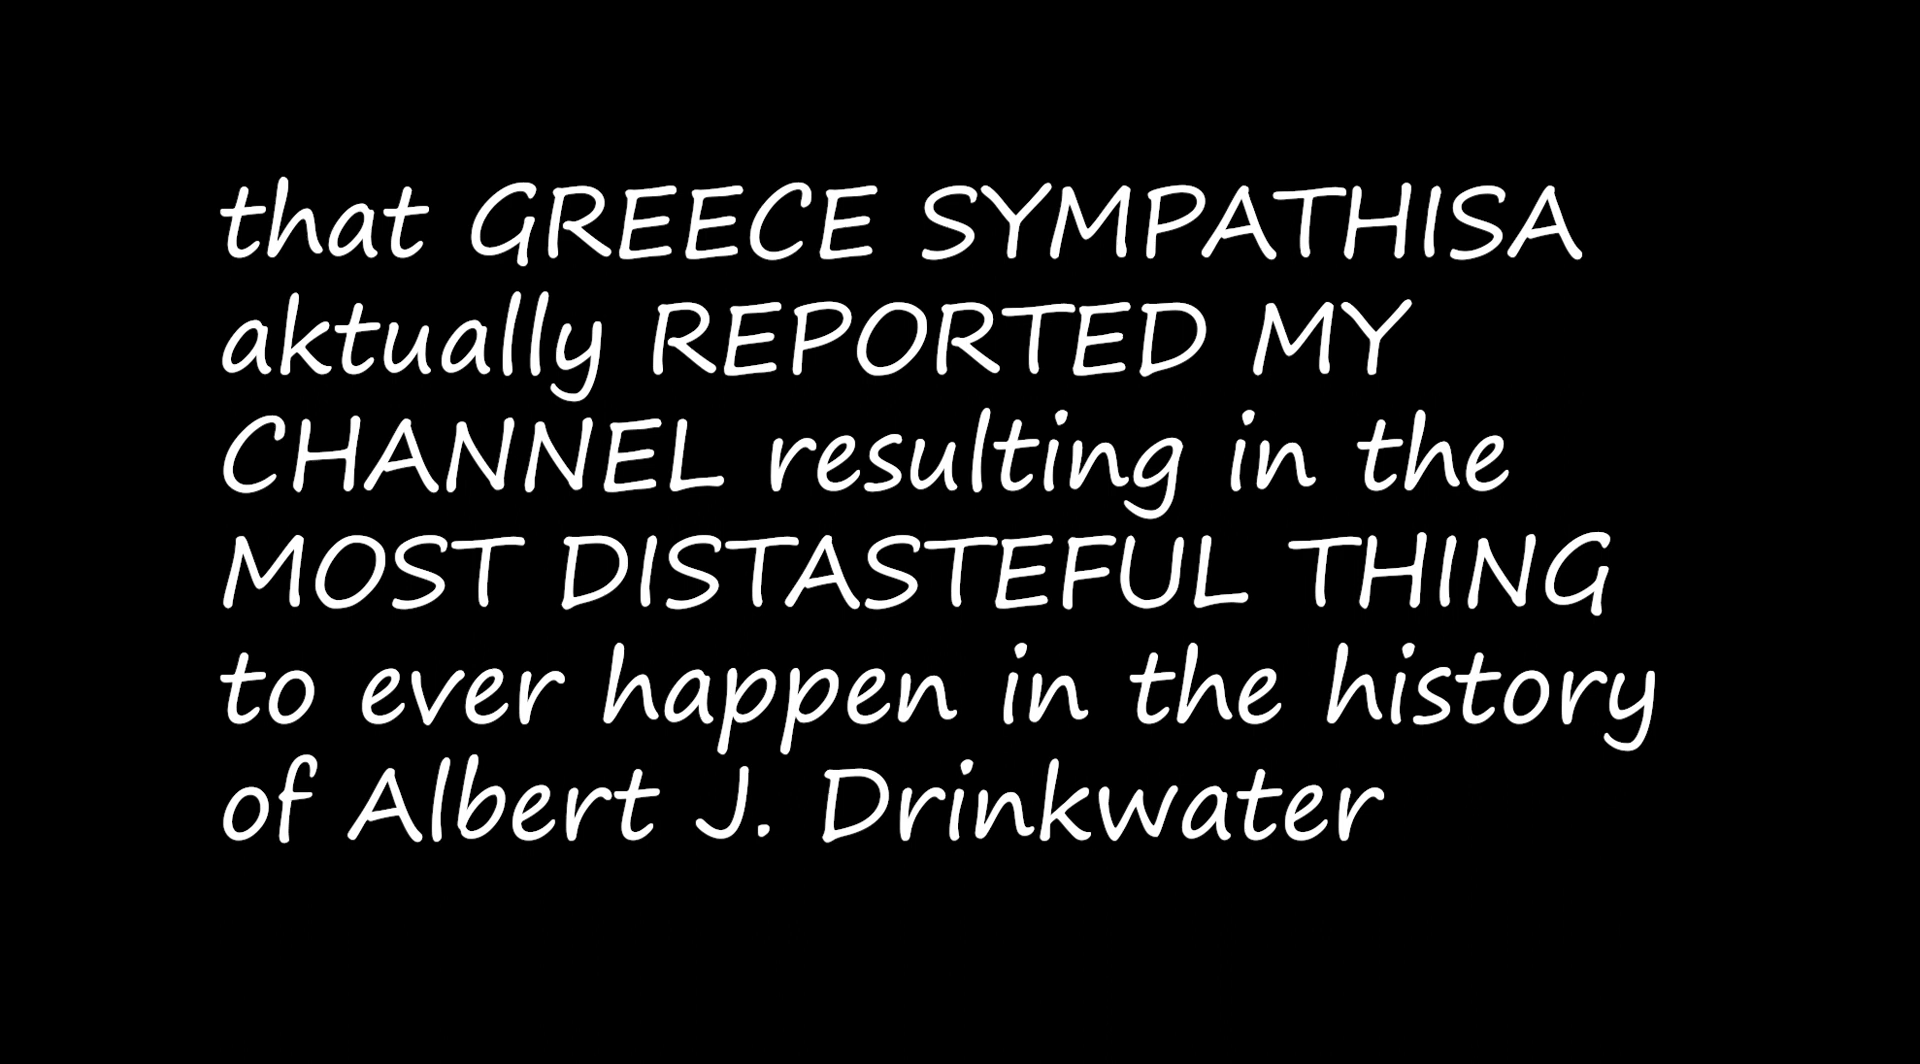 that GREECE SYMPATHISA
aktually REPORTED MY
CHANNEL resulting in the
MOST DISTASTEFUL THING
to ever happen in the history
of Albert J. Drinkwater